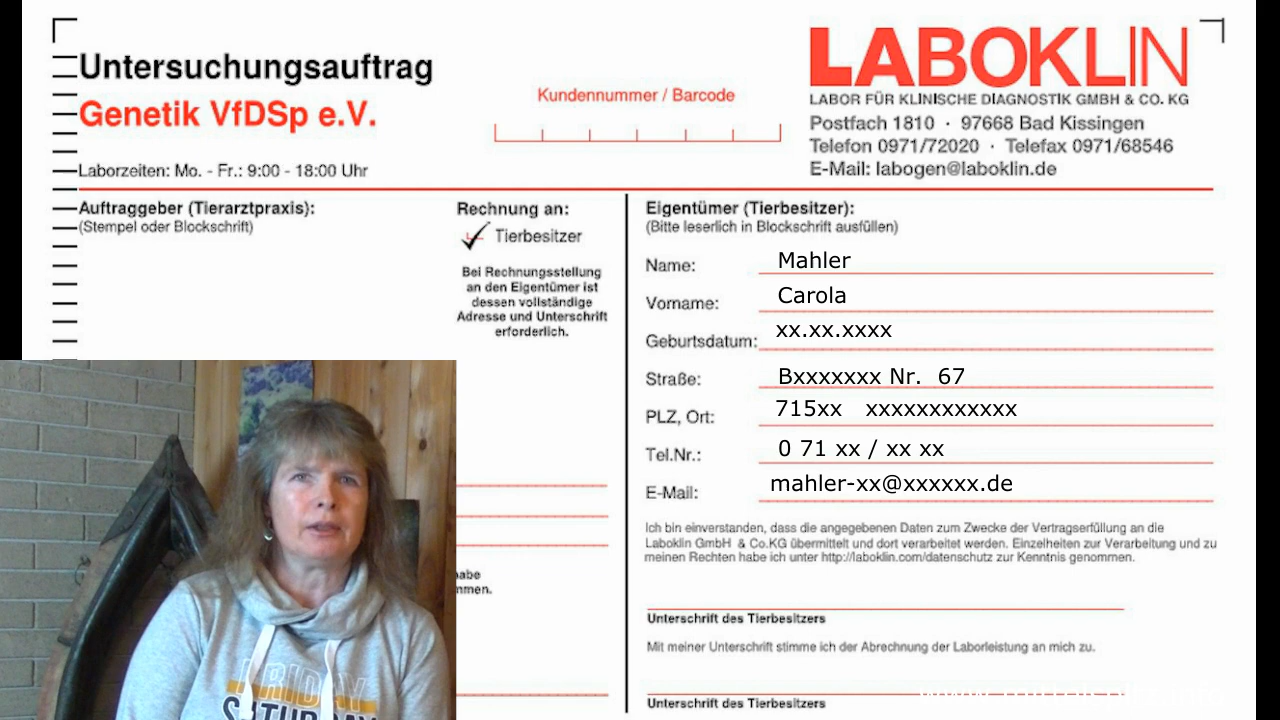 Untersuchungsauftrag
Genetik VfDSp e.V.
Laborzeiten: Mo. - Fr.: 9:00 - 18:00 Uhr
Kundennummer / Barcode
LABOKLIN
LABOR FÜR KLINISCHE DIAGNOSTIK GMBH & CO. KG
Postfach 1810 · 97668 Bad Kissingen
Telefon 0971/72020 · Telefax 0971/68546
E-Mail: labogen@laboklin.de
Auftraggeber (Tierarztpraxis):
(Stempel oder Blockschrift)
Rechnung an:
Tierbesitzer
Bei Rechnungsstellung
an den Eigentümer ist
dessen vollständige
Adresse und Unterschrift
erforderlich.
Eigentümer (Tierbesitzer):
(Bitte leserlich in Blockschrift ausfüllen)
Name: Mahler
Vorname: Carola
Geburtsdatum: xx.xx.xxxx
Straße: Bxxxxxxx Nr. 67
PLZ, Ort: 715xx xxxxxxxxxxxx
Tel.Nr.: 0 71 xx / xx xx
E-Mail: mahler-xx@xxxxxx.de
Ich bin einverstanden, dass die angegebenen Daten zum Zwecke der Vertragserfüllung an die
Laboklin GmbH & Co.KG übermittelt und dort verarbeitet werden. Einzelheiten zur Verarbeitung und zu
meinen Rechten habe ich unter http://laboklin.com/datenschutz zur Kenntnis genommen.
Unterschrift des Tierbesitzers
Mit meiner Unterschrift stimme ich der Abrechnung der Laborleistung an mich zu.
Unterschrift des Tierbesitzers
FRIDAY
SATURDAY